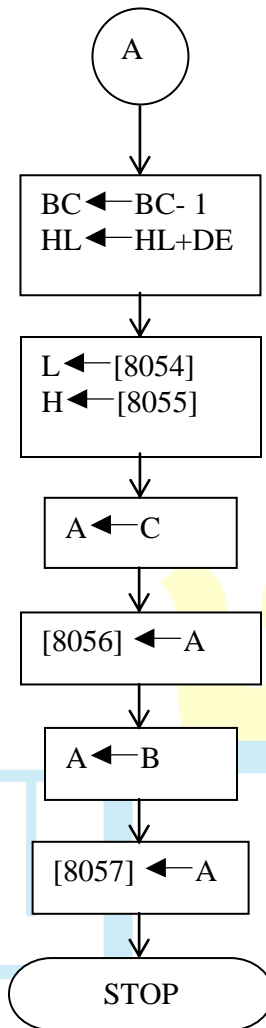 A
BC←BC- 1
HL←HL+DE
L←[8054]
H←[8055]
A←C
[8056] ←A
A←B
[8057] ←A
STOP